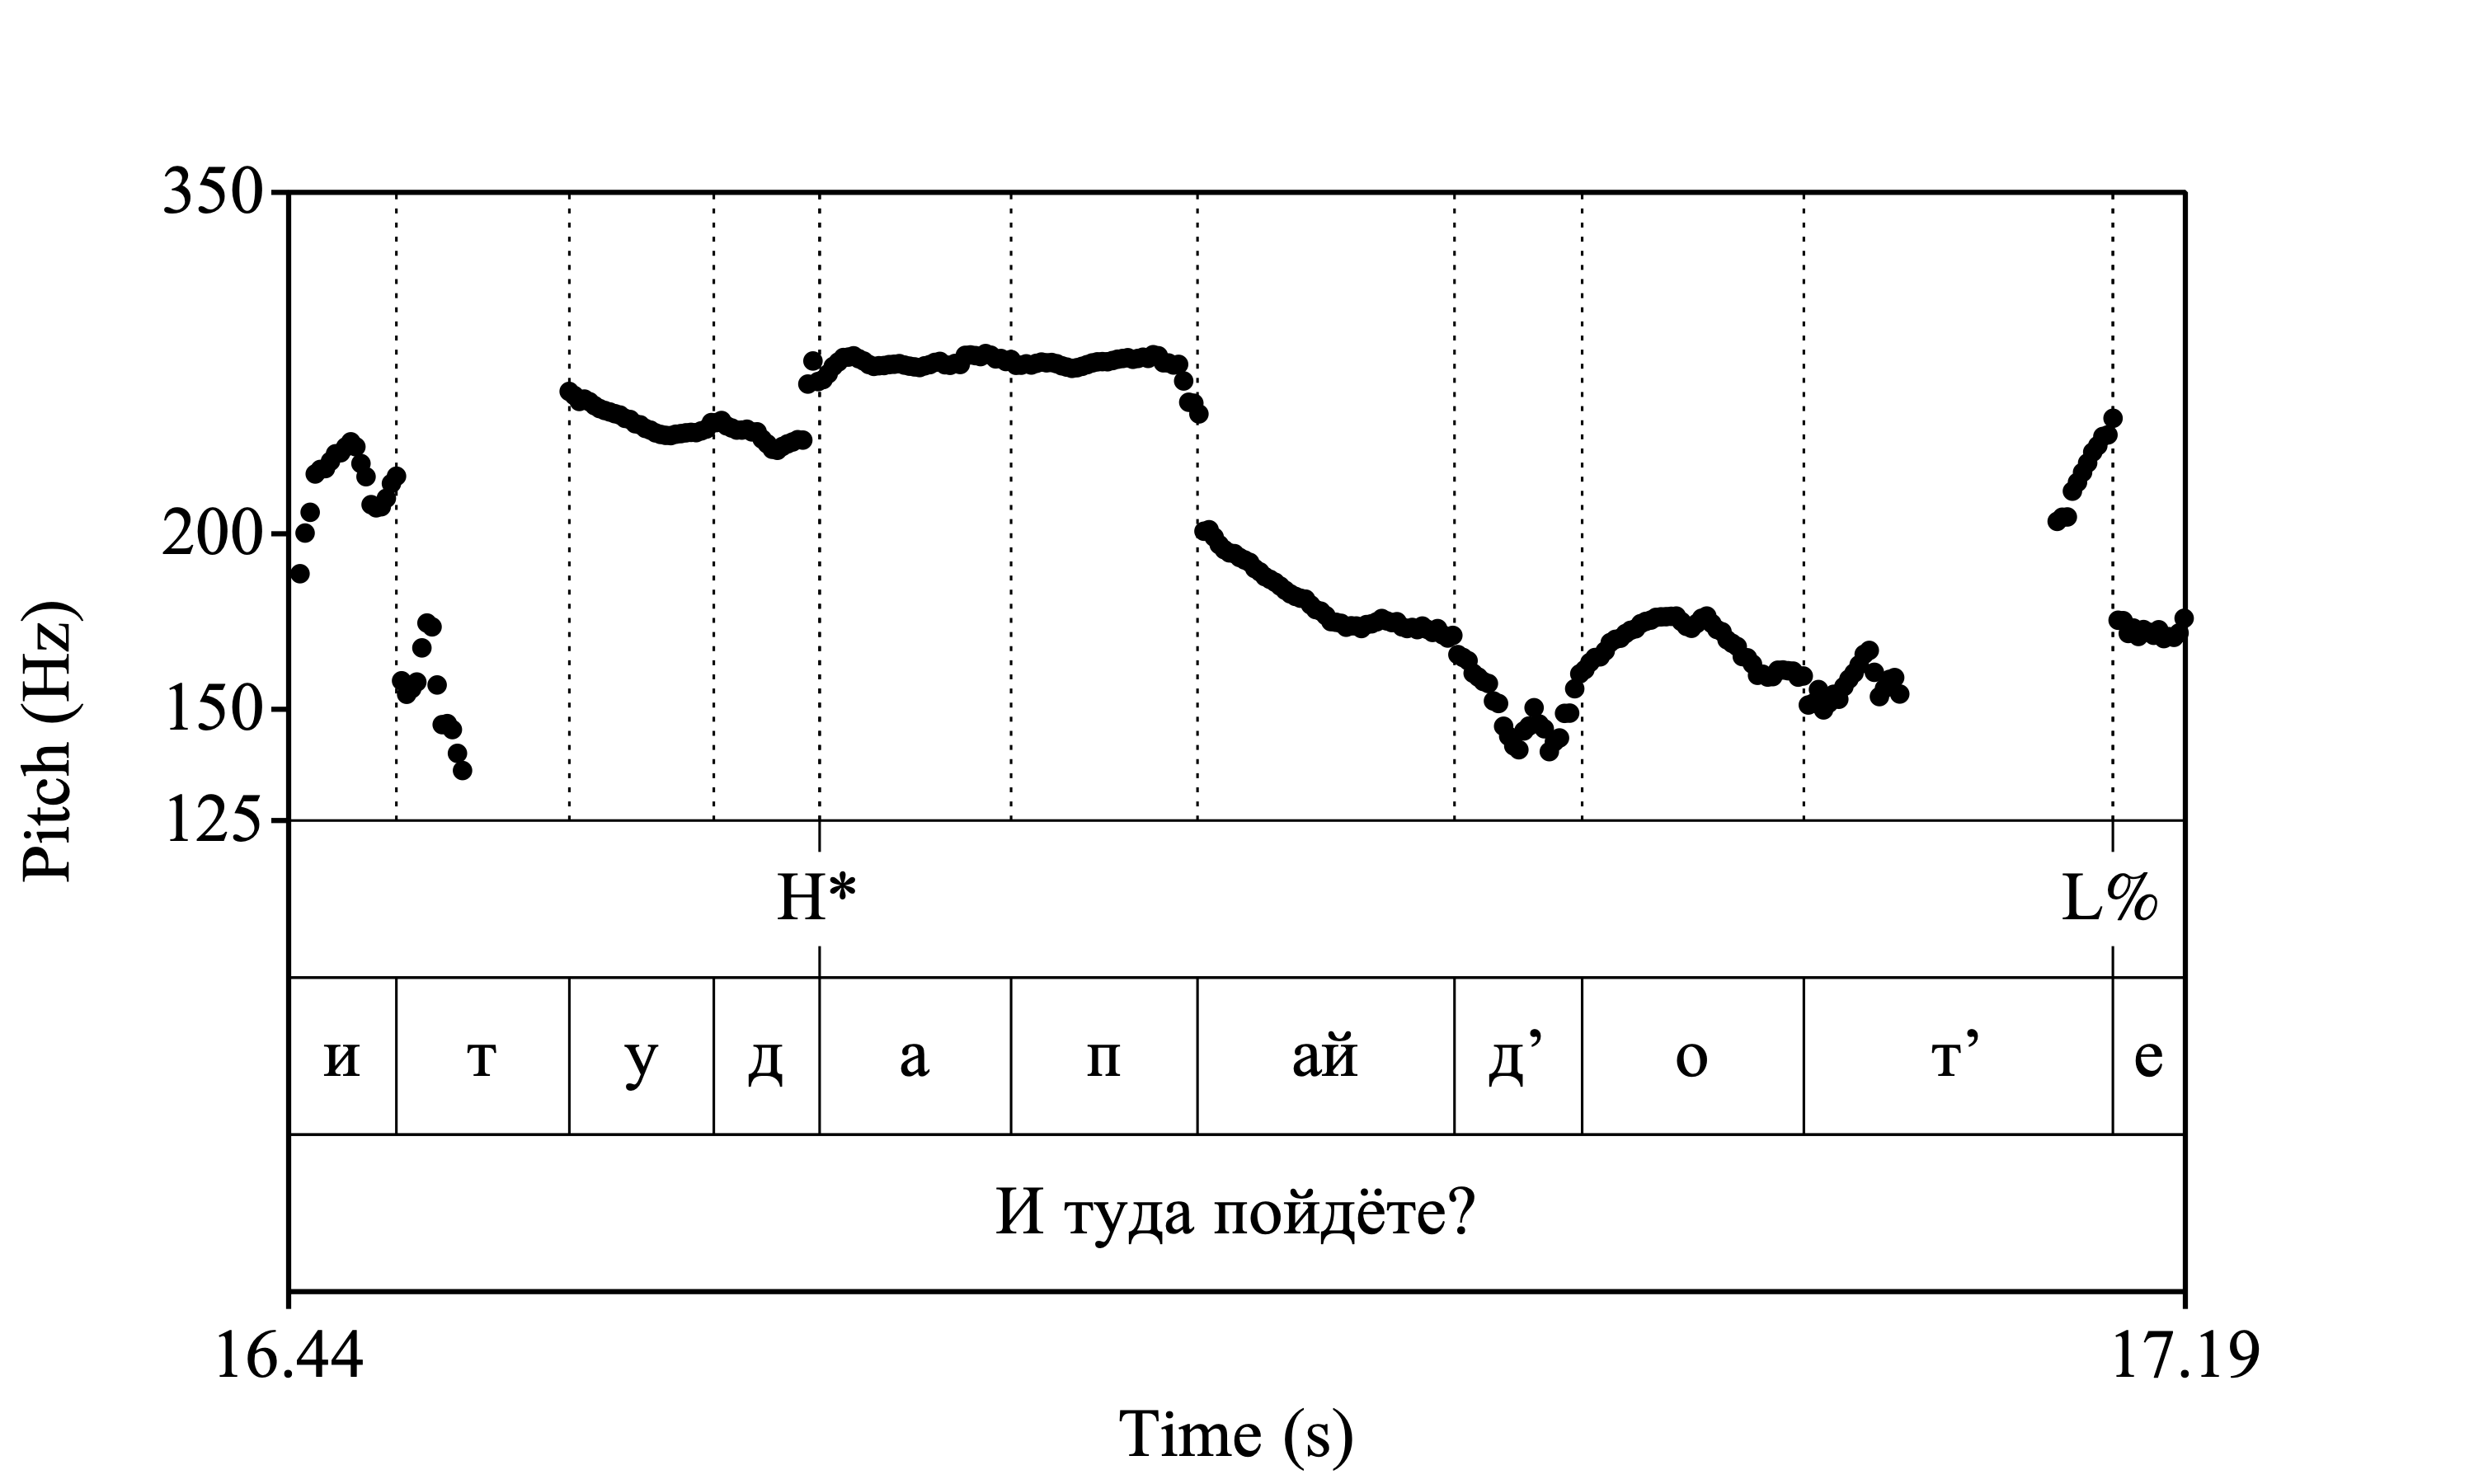 350
200
150
125
Pitch (Hz)
H* L%
и т у д а п ай д’ о т’ е
И туда пойдёте?
16.44 17.19
Time (s)